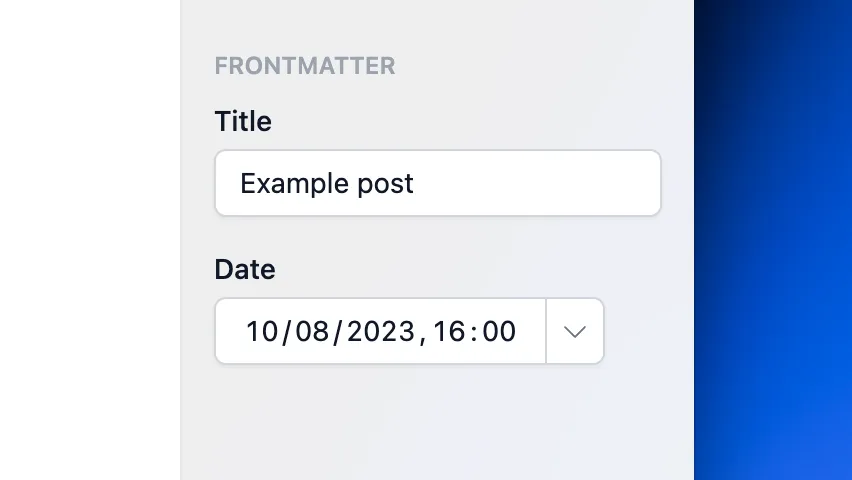 FRONTMATTER
Title
Example post
Date
10/08/2023, 16:00